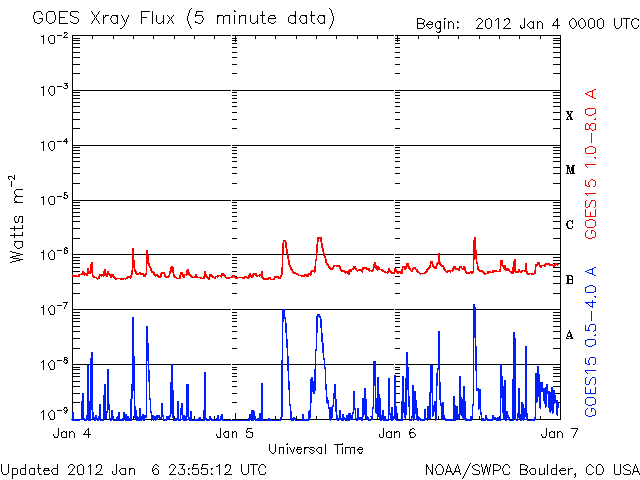 GOES Xray Flux (5 minute data)
Begin: 2012 Jan 4 0000 UTC
10-2
10-3
10-4
10-5
10-6
10-7
10-8
10-9
Watts m-2
X
M
C
B
A
GOES15 1.0-8.0 A
GOES15 0.5-4.0 A
Jan 4
Jan 5
Jan 6
Jan 7
Universal Time
Updated 2012 Jan 6 23:55:12 UTC
NOAA/SWPC Boulder, CO USA